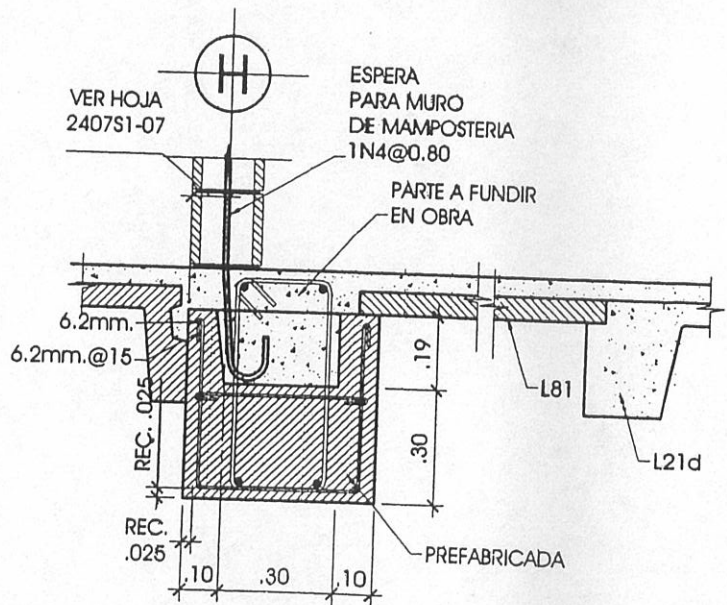 H
VER HOJA
2407S1-07
ESPERA
PARA MURO
DE MAMPOSTERIA
1N4@0.80
PARTE A FUNDIR
EN OBRA
6.2mm.
6.2mm.@15
REC. .025
.19
.30
L81
L21d
REC.
.025
PREFABRICADA
.10
.30
.10